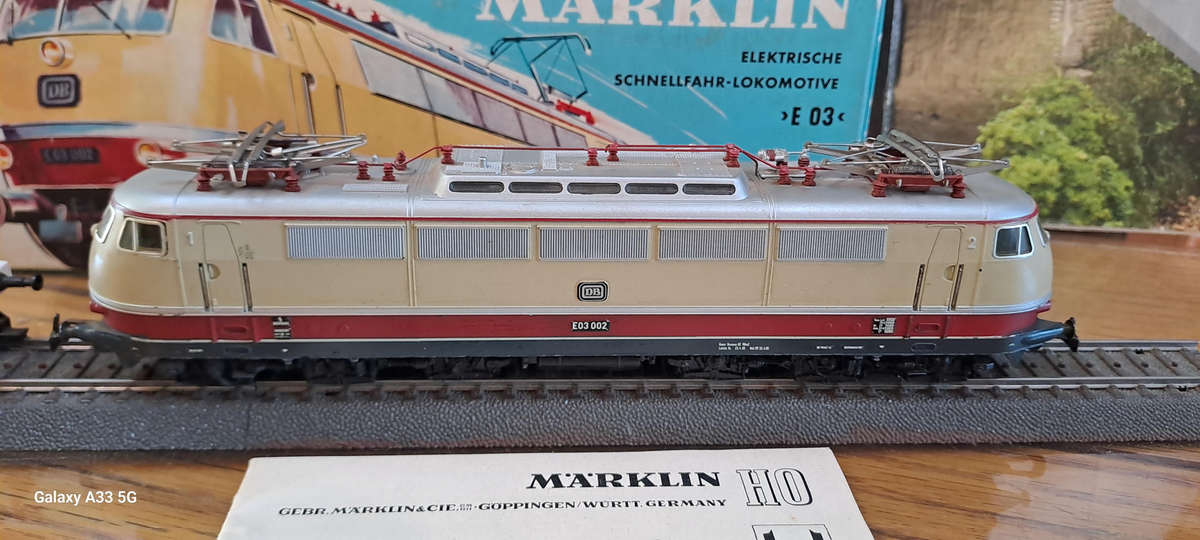 MÄRKLIN
ELEKTRISCHE
SCHNELLFAHR-LOKOMOTIVE
›E 03‹
DB
E 03 002
1
2
DB
E03 002
MÄRKLIN HO
GEBR. MÄRKLIN & CIE. · GÖPPINGEN/WÜRTT. GERMANY
Galaxy A33 5G